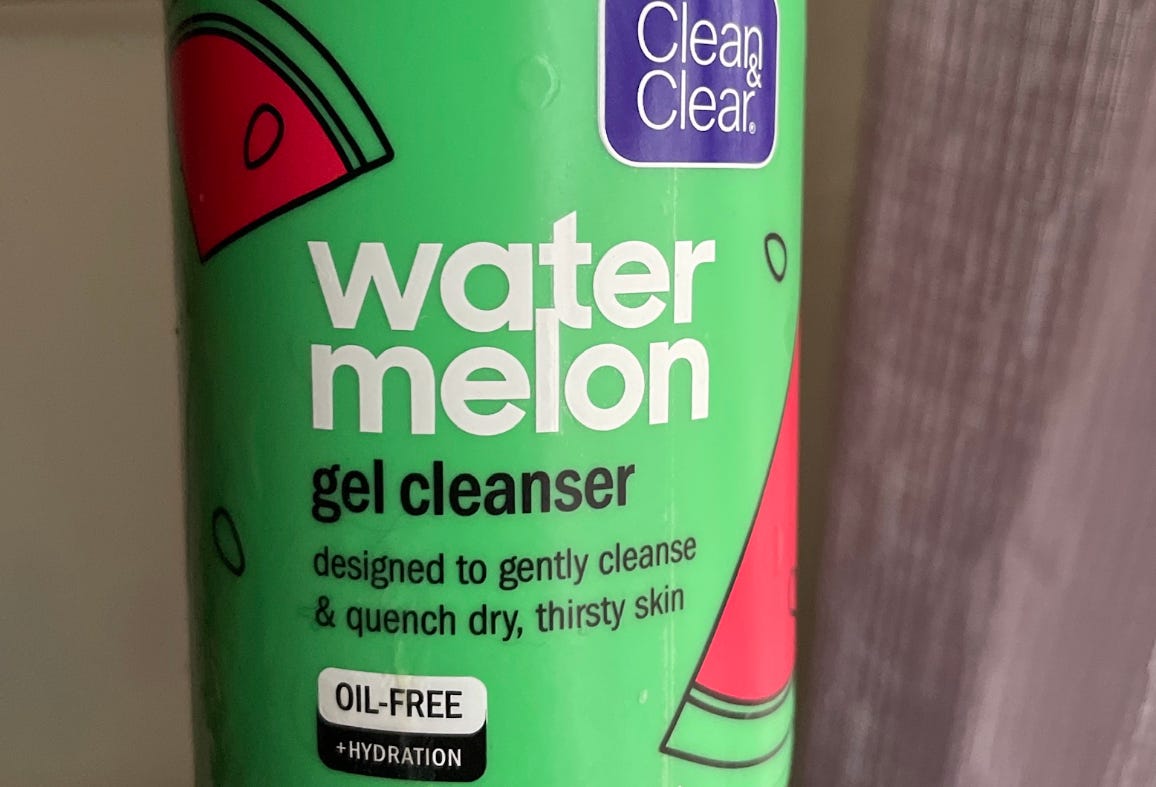 Clean
&
Clear®
water
melon
gel cleanser
designed to gently cleanse
& quench dry, thirsty skin
OIL-FREE
+HYDRATION